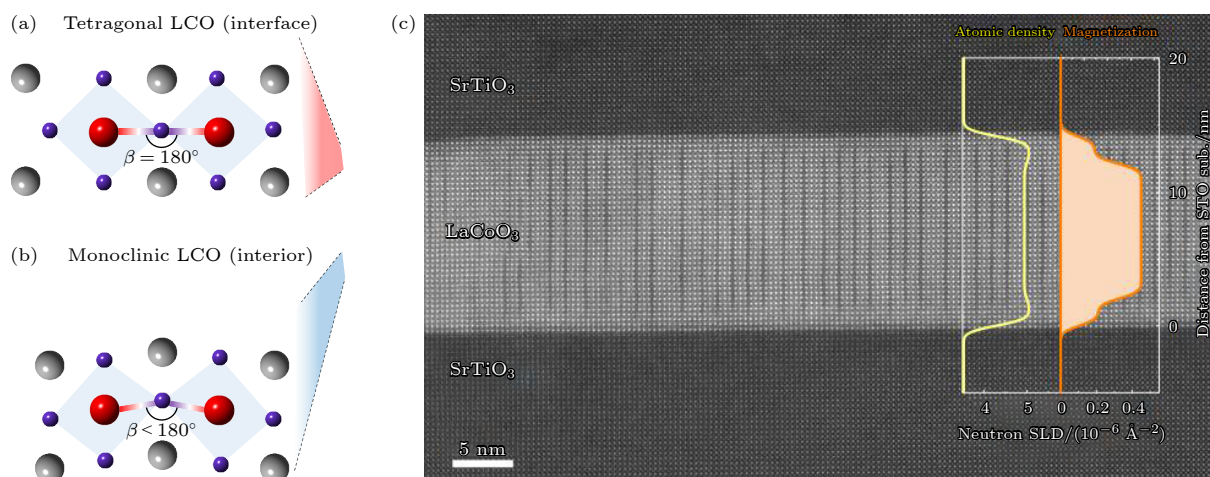 (a) Tetragonal LCO (interface)
β = 180°
(b) Monoclinic LCO (interior)
β < 180°
(c)
SrTiO₃
LaCoO₃
SrTiO₃
5 nm
Atomic density Magnetization
20
10
0
Distance from STO sub./nm
4 5 0 0.2 0.4
Neutron SLD/(10⁻⁶ Å⁻²)